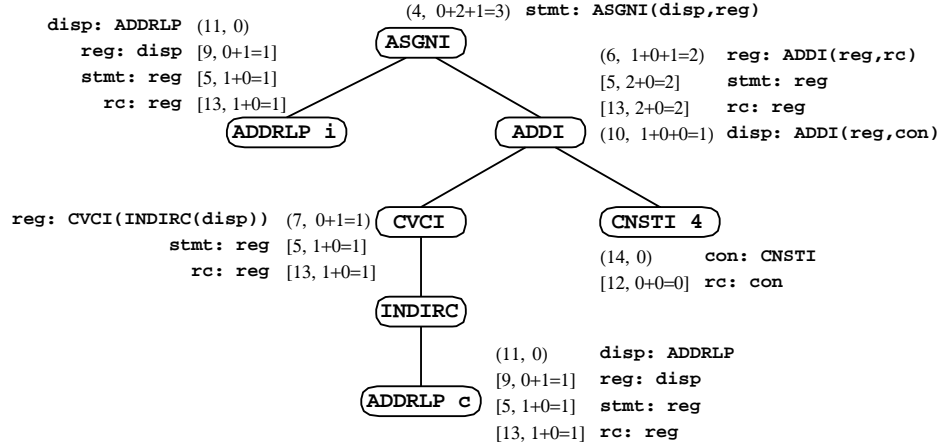 (4, 0+2+1=3) stmt: ASGNI(disp,reg)
ASGNI
disp: ADDRLP (11, 0)
reg: disp [9, 0+1=1]
stmt: reg [5, 1+0=1]
rc: reg [13, 1+0=1]
ADDRLP i
(6, 1+0+1=2) reg: ADDI(reg,rc)
[5, 2+0=2] stmt: reg
[13, 2+0=2] rc: reg
ADDI (10, 1+0+0=1) disp: ADDI(reg,con)
reg: CVCI(INDIRC(disp)) (7, 0+1=1) CVCI
stmt: reg [5, 1+0=1]
rc: reg [13, 1+0=1]
CNSTI 4
(14, 0) con: CNSTI
[12, 0+0=0] rc: con
INDIRC
ADDRLP c
(11, 0) disp: ADDRLP
[9, 0+1=1] reg: disp
[5, 1+0=1] stmt: reg
[13, 1+0=1] rc: reg